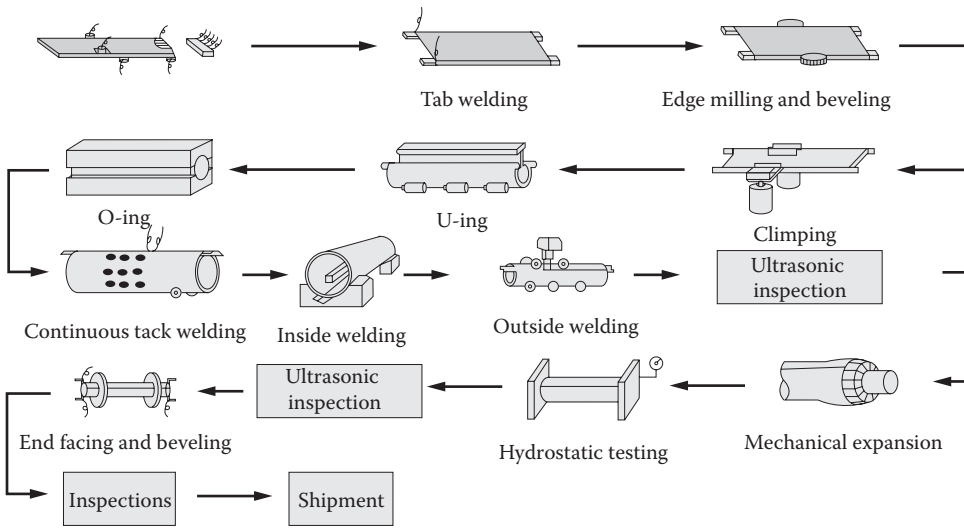 Tab welding
Edge milling and beveling
O-ing
U-ing
Climping
Continuous tack welding
Inside welding
Outside welding
Ultrasonic
inspection
End facing and beveling
Ultrasonic
inspection
Hydrostatic testing
Mechanical expansion
Inspections
Shipment